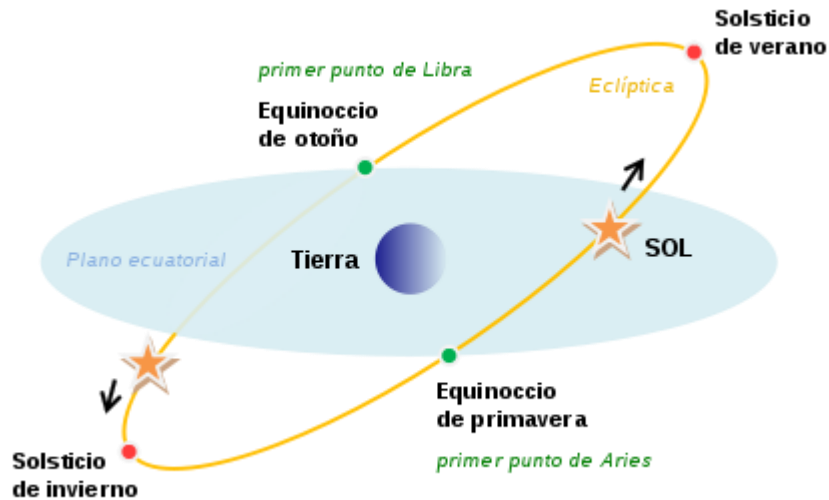 Solsticio
de verano
primer punto de Libra
Eclíptica
Equinoccio
de otoño
Plano ecuatorial
Tierra
SOL
Equinoccio
de primavera
primer punto de Aries
Solsticio
de invierno